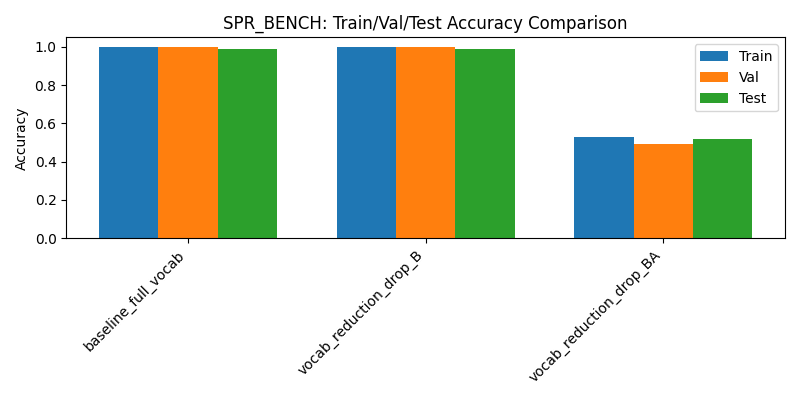 SPR_BENCH: Train/Val/Test Accuracy Comparison
Accuracy
1.0
0.8
0.6
0.4
0.2
0.0
Train
Val
Test
baseline_full_vocab
vocab_reduction_drop_B
vocab_reduction_drop_BA